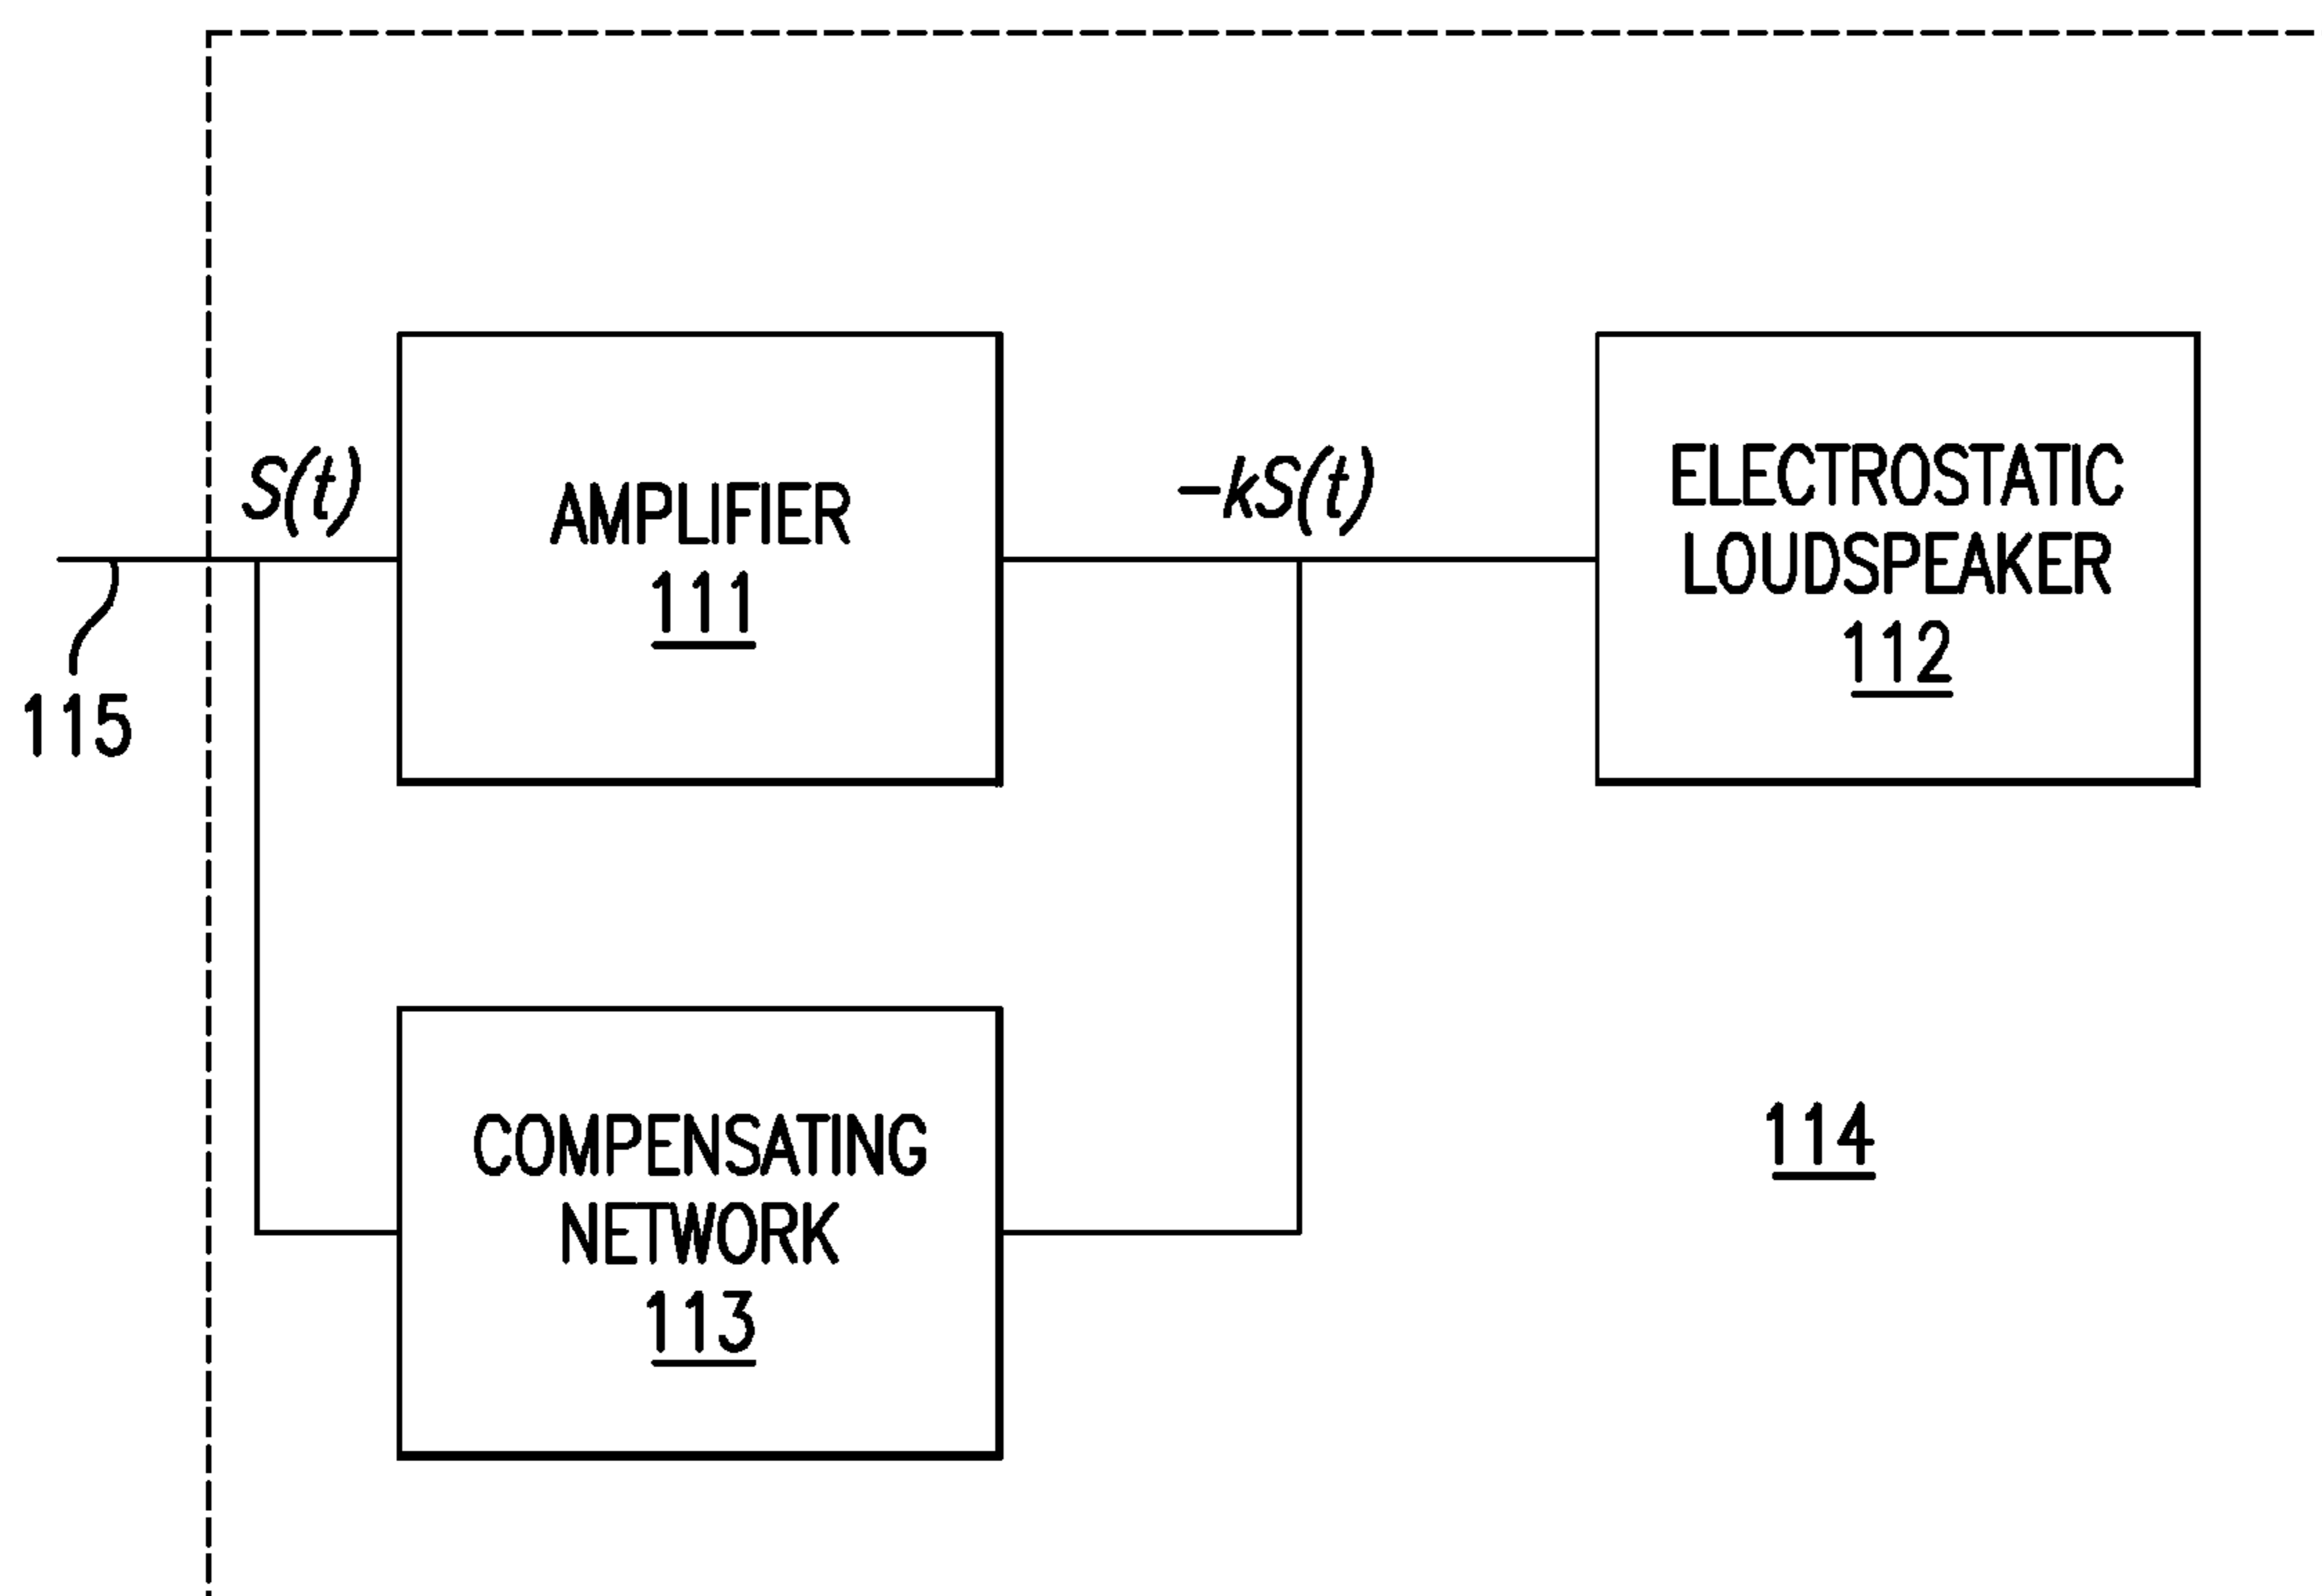 S(t)
AMPLIFIER
111
-kS(t)
ELECTROSTATIC
LOUDSPEAKER
112
115
COMPENSATING
NETWORK
113
114